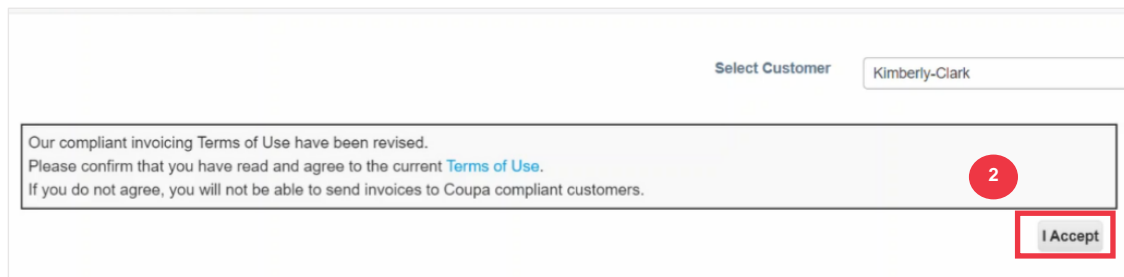 Select Customer
Kimberly-Clark
Our compliant invoicing Terms of Use have been revised.
Please confirm that you have read and agree to the current Terms of Use.
If you do not agree, you will not be able to send invoices to Coupa compliant customers.
2
I Accept